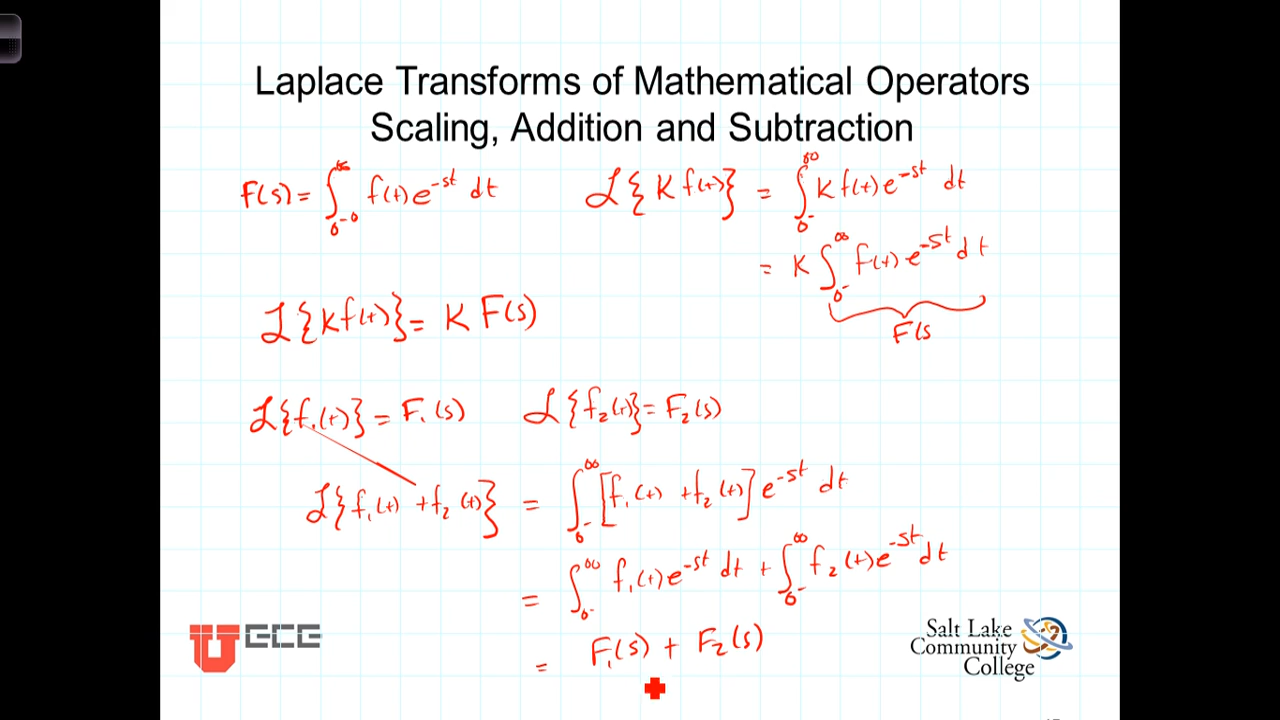 Laplace Transforms of Mathematical Operators
Scaling, Addition and Subtraction
F(s) = ∫_{0^-0}^{∞} f(t) e^{-st} dt
ℒ{K f(t)} = ∫_{0^-}^{∞} K f(t) e^{-st} dt
= K ∫_{0^-}^{∞} f(t) e^{-st} dt
F(s
ℒ{K f(t)} = K F(s)
ℒ{f₁(t)} = F₁(s)
ℒ{f₂(t)} = F₂(s)
ℒ{f₁(t) + f₂(t)} = ∫_{0^-}^{∞} [f₁(t) + f₂(t)] e^{-st} dt
= ∫_{0^-}^{∞} f₁(t) e^{-st} dt + ∫_{0^-}^{∞} f₂(t) e^{-st} dt
= F₁(s) + F₂(s)
U ECE
Salt Lake
Community
College